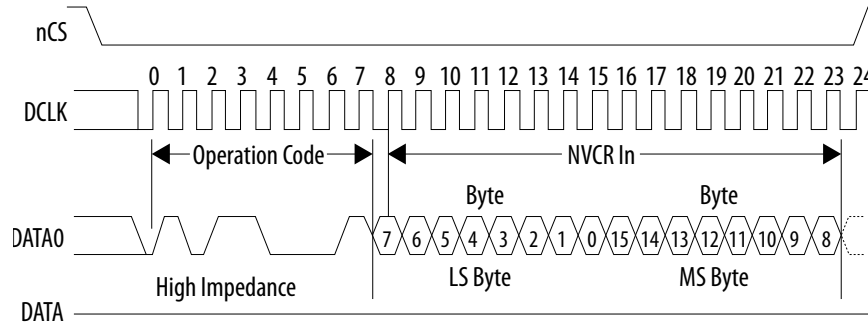 nCS
0 1 2 3 4 5 6 7 8 9 10 11 12 13 14 15 16 17 18 19 20 21 22 23 24
DCLK
Operation Code NVCR In
Byte Byte
DATA0 7 6 5 4 3 2 1 0 15 14 13 12 11 10 9 8
LS Byte MS Byte
High Impedance
DATA